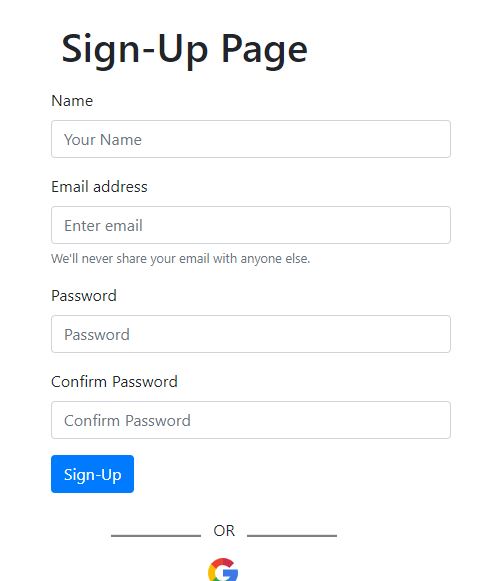 Sign-Up Page
Name
Your Name
Email address
Enter email
We'll never share your email with anyone else.
Password
Password
Confirm Password
Confirm Password
Sign-Up
OR